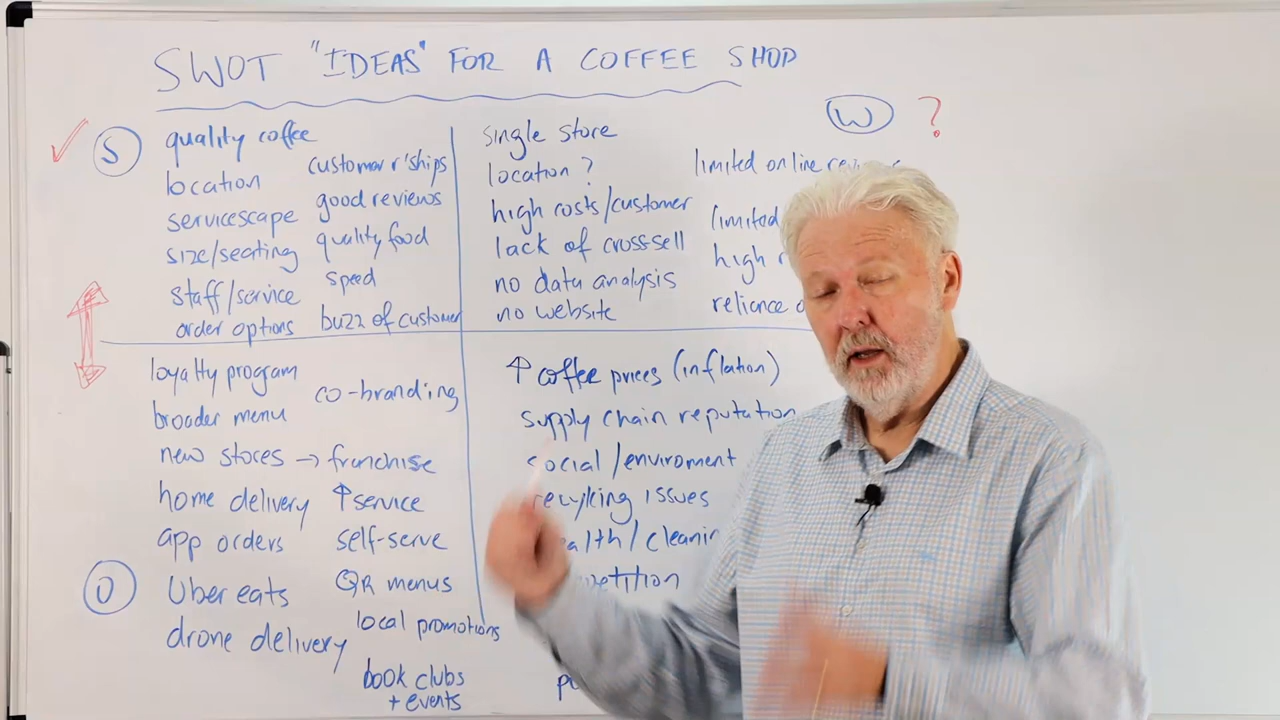 SWOT "IDEAS" FOR A COFFEE SHOP
S
quality coffee
location
servicescape
size/seating
staff/service
order options
customer r'ships
good reviews
quality food
speed
buzz of customer
W ?
single store
location ?
high costs/customer
lack of cross-sell
no data analysis
no website
limited online
limited
high
reliance
O
loyalty program
broader menu
new stores → franchise
home delivery
app orders
Uber eats
drone delivery
co-branding
↑ service
self-serve
QR menus
local promotions
book clubs
+ events
↑ coffee prices (inflation)
supply chain reputation
social/enviroment
issues